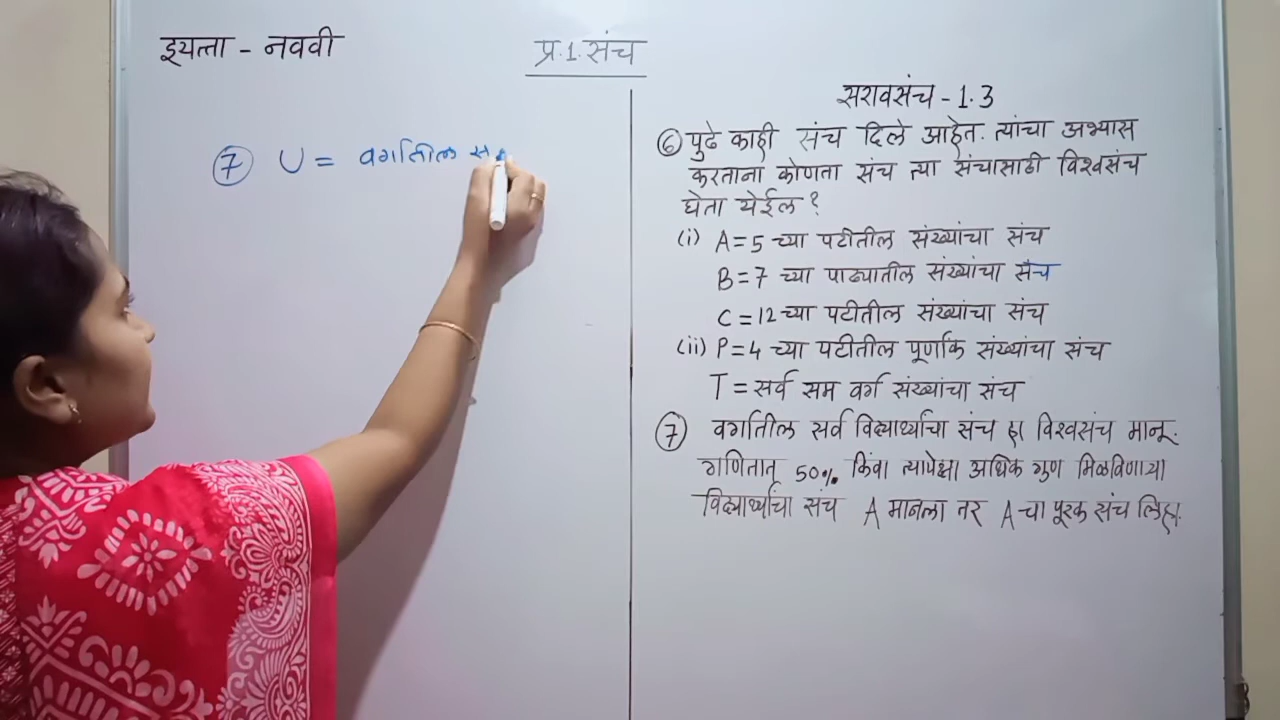 इयत्ता - नववी
प्र.1.संच
⑦ U = वर्गातील स
सरावसंच - 1.3
⑥ पुढे काही संच दिले आहेत. त्यांचा अभ्यास
करताना कोणता संच त्या संचासाठी विश्वसंच
घेता येईल ?
(i) A=5 च्या पटीतील संख्यांचा संच
B=7 च्या पाढ्यातील संख्यांचा संच
C=12 च्या पटीतील संख्यांचा संच
(ii) P=4 च्या पटीतील पूर्णांक संख्यांचा संच
T=सर्व सम वर्ग संख्यांचा संच
⑦ वर्गातील सर्व विद्यार्थ्यांचा संच हा विश्वसंच मानू.
गणितात 50% किंवा त्यापेक्षा अधिक गुण मिळविणाऱ्या
विद्यार्थ्यांचा संच A मानला तर A-चा पूरक संच लिहा.